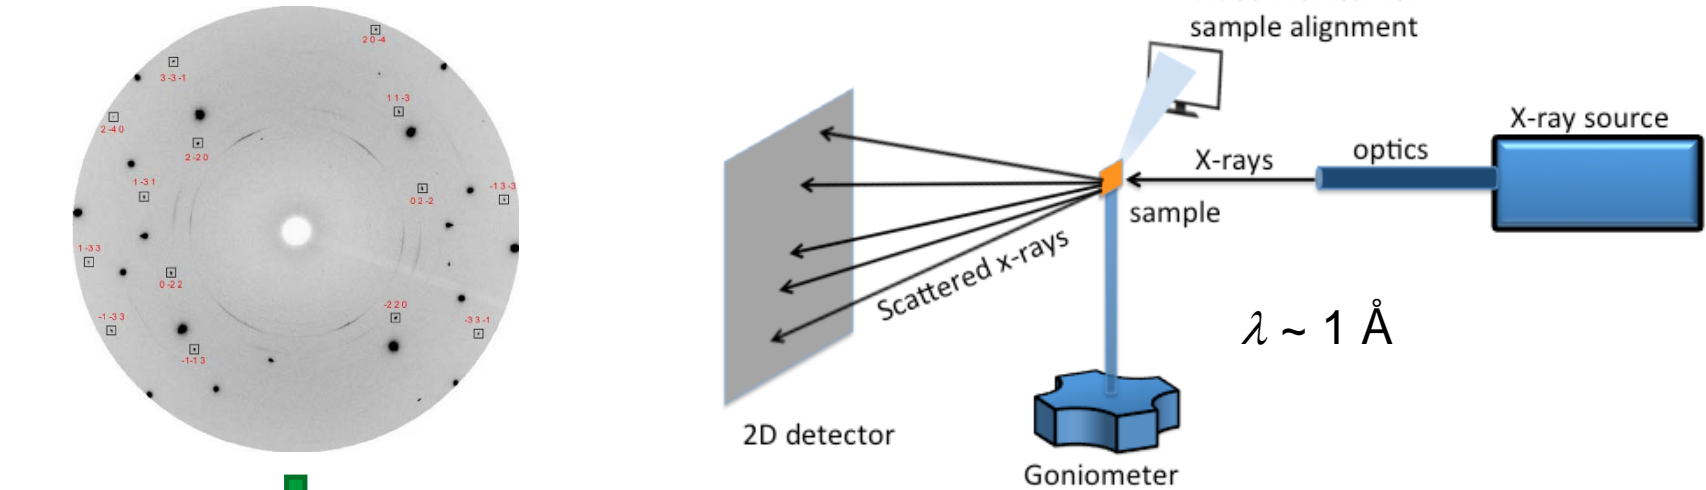 2 0 -4
3 -3 -1
1 1 -3
2 -4 0
2 -2 0
1 -3 1
-1 3 -3
0 2 -2
1 -3 3
0 -2 2
-2 2 0
-1 -3 3
-3 3 -1
-1 -1 3
sample alignment
X-ray source
optics
X-rays
sample
Scattered x-rays
λ ~ 1 Å
2D detector
Goniometer